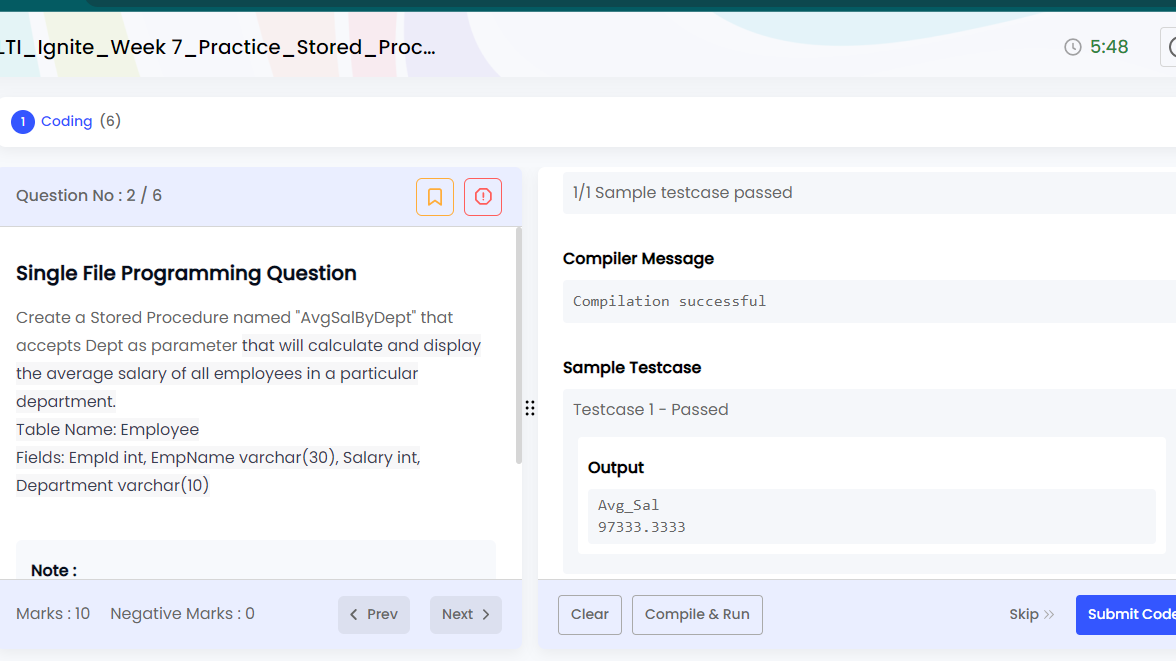 LTI_Ignite_Week 7_Practice_Stored_Proc...
5:48
1 Coding (6)
Question No : 2 / 6
Single File Programming Question
Create a Stored Procedure named "AvgSalByDept" that
accepts Dept as parameter that will calculate and display
the average salary of all employees in a particular
department.
Table Name: Employee
Fields: EmpId int, EmpName varchar(30), Salary int,
Department varchar(10)
Note :
Marks : 10 Negative Marks : 0
Prev
Next
1/1 Sample testcase passed
Compiler Message
Compilation successful
Sample Testcase
Testcase 1 - Passed
Output
Avg_Sal
97333.3333
Clear
Compile & Run
Skip
Submit Code